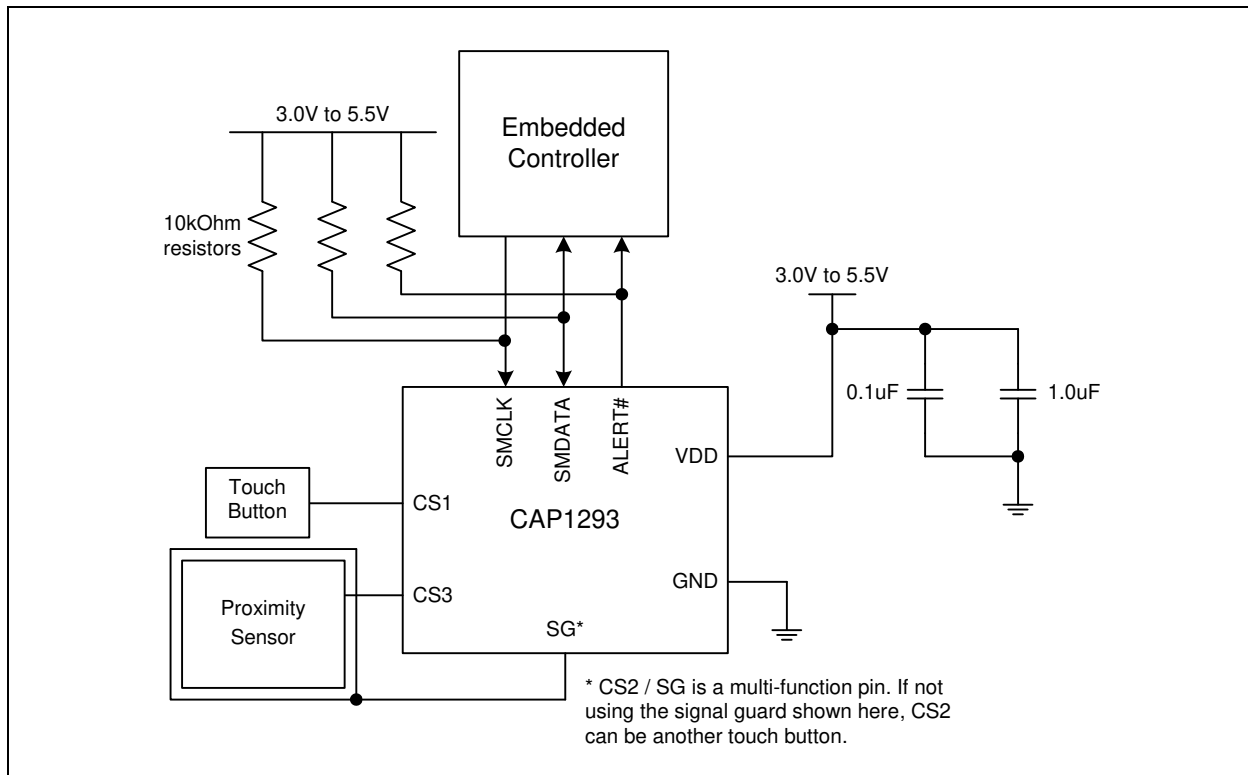 3.0V to 5.5V
Embedded
Controller
10kOhm
resistors
3.0V to 5.5V
0.1uF
1.0uF
SMCLK
SMDATA
ALERT#
VDD
Touch
Button
CS1
CAP1293
GND
Proximity
Sensor
CS3
SG*
* CS2 / SG is a multi-function pin. If not
using the signal guard shown here, CS2
can be another touch button.